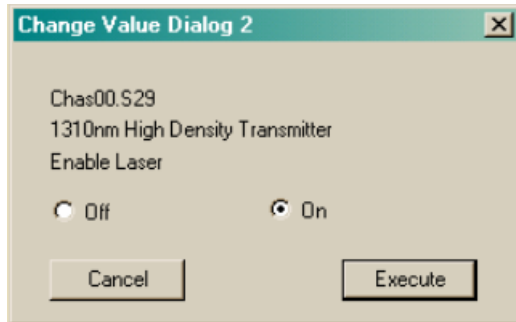 Change Value Dialog 2
Chas00.S29
1310nm High Density Transmitter
Enable Laser
Off On
Cancel Execute